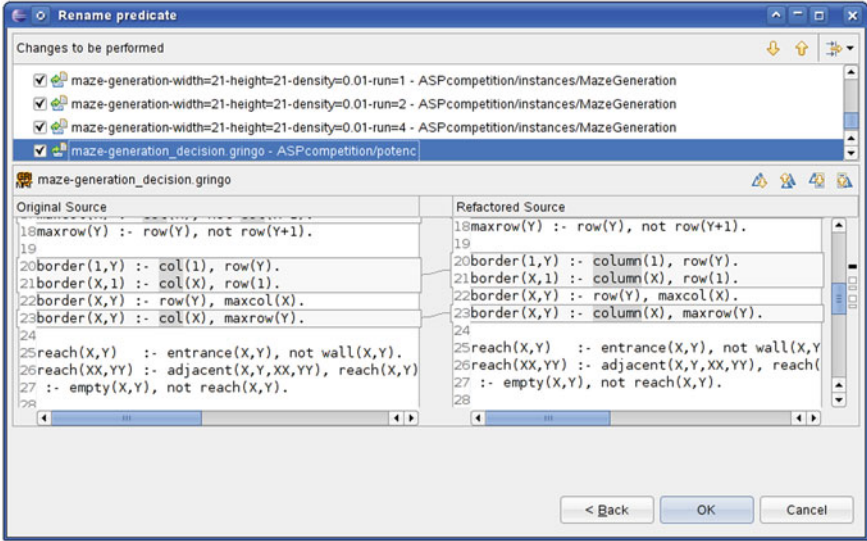 Rename predicate
Changes to be performed
maze-generation-width=21-height=21-density=0.01-run=1 - ASPcompetition/instances/MazeGeneration
maze-generation-width=21-height=21-density=0.01-run=2 - ASPcompetition/instances/MazeGeneration
maze-generation-width=21-height=21-density=0.01-run=4 - ASPcompetition/instances/MazeGeneration
maze-generation_decision.gringo - ASPcompetition/potenc
maze-generation_decision.gringo
Original Source
18maxrow(Y) :- row(Y), not row(Y+1).
19
20border(1,Y) :- col(1), row(Y).
21border(X,1) :- col(X), row(1).
22border(X,Y) :- row(Y), maxcol(X).
23border(X,Y) :- col(X), maxrow(Y).
24
25reach(X,Y)   :- entrance(X,Y), not wall(X,Y).
26reach(XX,YY) :- adjacent(X,Y,XX,YY), reach(X,Y)
27 :- empty(X,Y), not reach(X,Y).
28
Refactored Source
18maxrow(Y) :- row(Y), not row(Y+1).
19
20border(1,Y) :- column(1), row(Y).
21border(X,1) :- column(X), row(1).
22border(X,Y) :- row(Y), maxcol(X).
23border(X,Y) :- column(X), maxrow(Y).
24
25reach(X,Y)   :- entrance(X,Y), not wall(X,Y
26reach(XX,YY) :- adjacent(X,Y,XX,YY), reach(
27 :- empty(X,Y), not reach(X,Y).
28
< Back
OK
Cancel